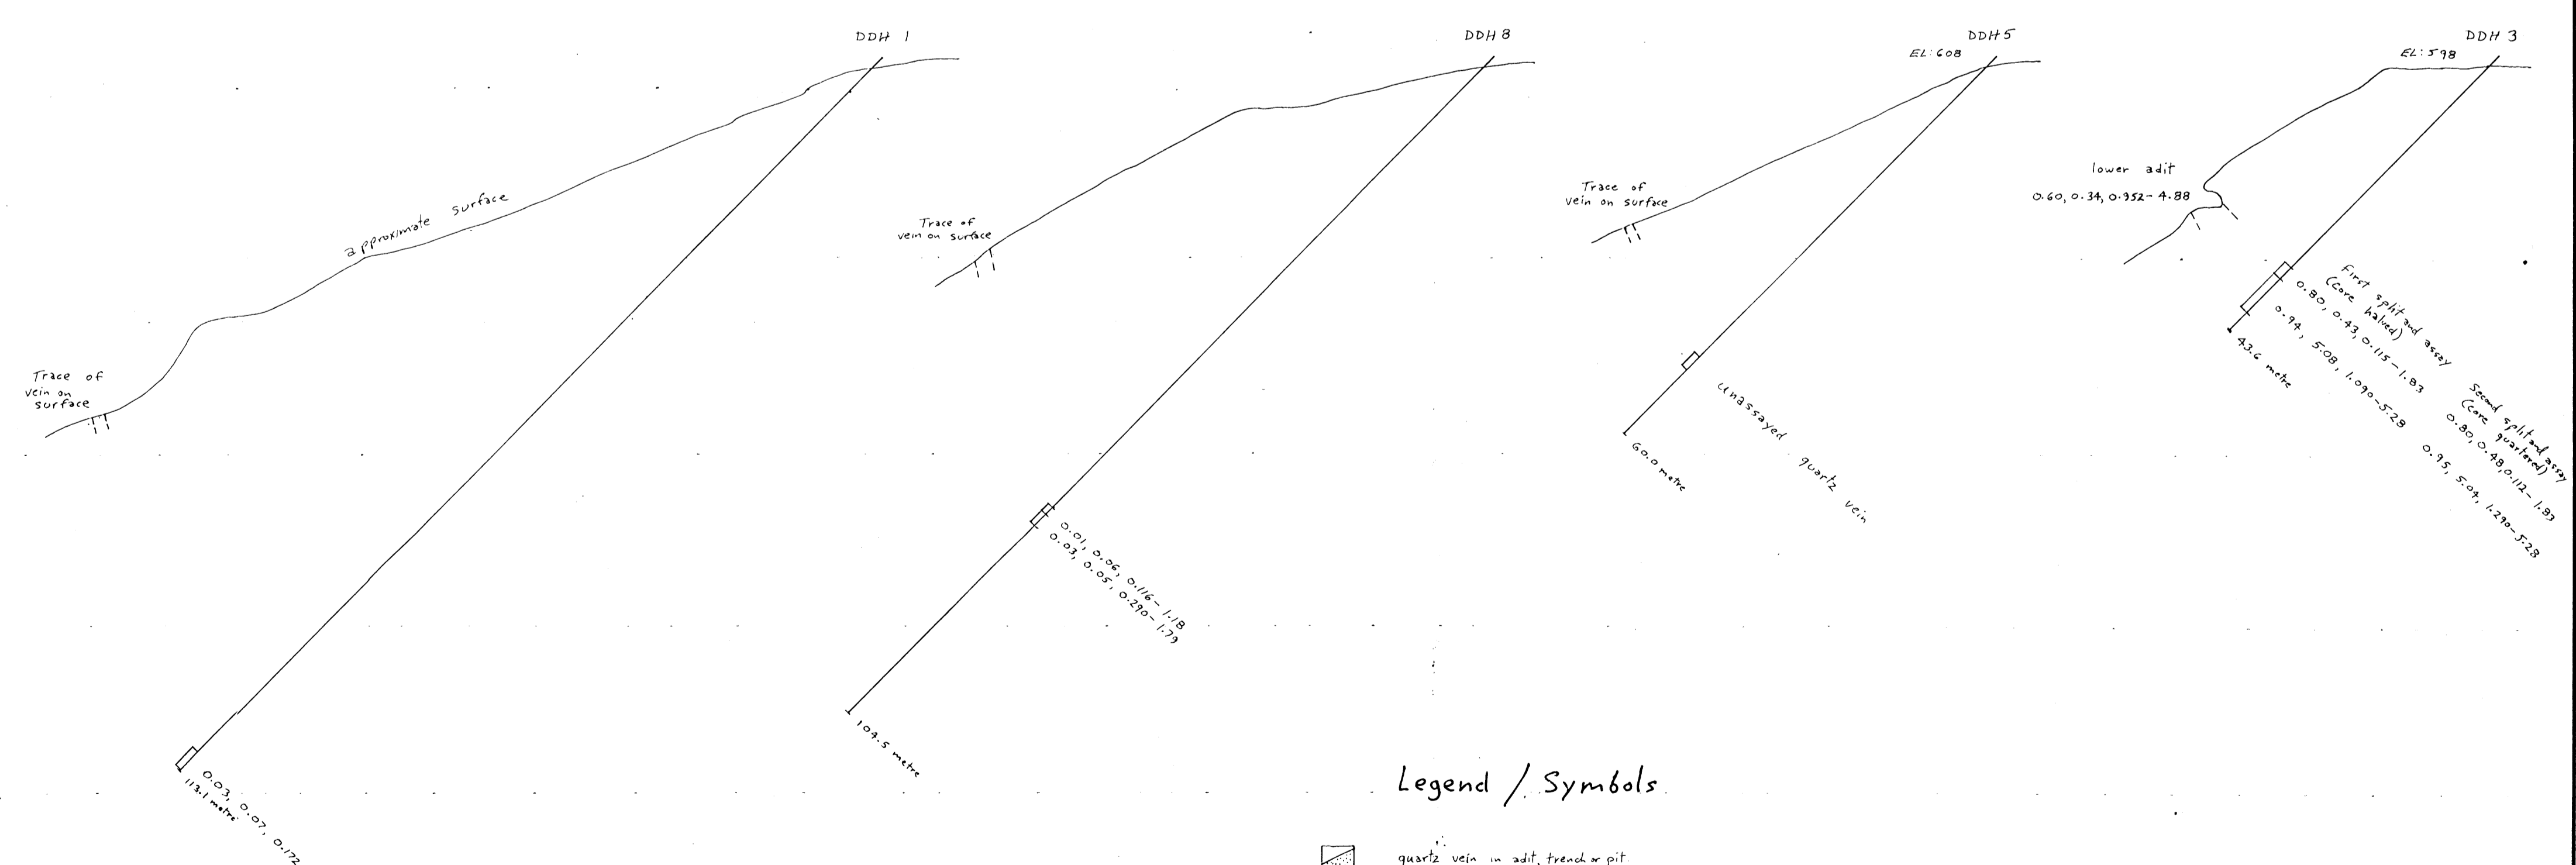 DDH 1
approximate surface
Trace of
vein on
surface
0.03, 0.07, 0.172
113.1 metre
DDH 8
Trace of
vein on surface
0.01, 0.06, 0.116-1.18
0.03, 0.05, 0.290-1.79
104.5 metre
DDH 5
EL:608
Trace of
vein on surface
unassayed quartz vein
60.0 metre
DDH 3
EL:598
lower adit
0.60, 0.34, 0.952-4.88
First split and assay
(core halved)
0.80, 0.43, 0.115-1.83
0.94, 5.08, 1.090-5.28
43.6 metre
Second split and assay
(core quartered)
0.80, 0.48, 0.112-1.83
0.95, 5.04, 1.290-5.28
Legend / Symbols
quartz vein in adit, trench or pit.